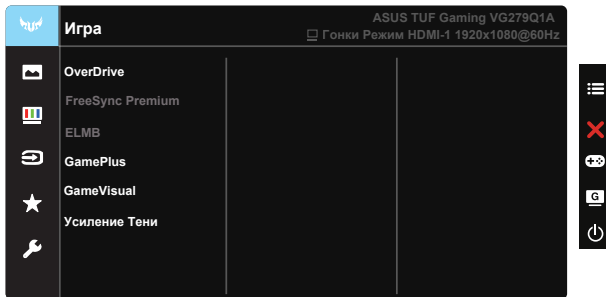 Игра
ASUS TUF Gaming VG279Q1A
Гонки Режим HDMI-1 1920x1080@60Hz
OverDrive
FreeSync Premium
ELMB
GamePlus
GameVisual
Усиление Тени
G